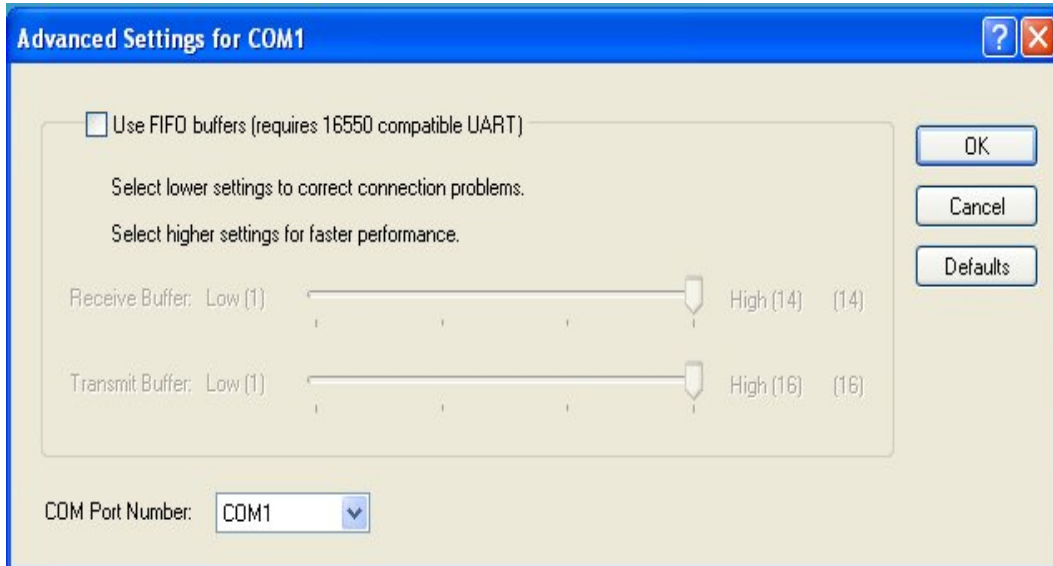 Advanced Settings for COM1
Use FIFO buffers (requires 16550 compatible UART)
OK
Select lower settings to correct connection problems.
Cancel
Select higher settings for faster performance.
Defaults
Receive Buffer: Low (1) High (14) (14)
Transmit Buffer: Low (1) High (16) (16)
COM Port Number: COM1